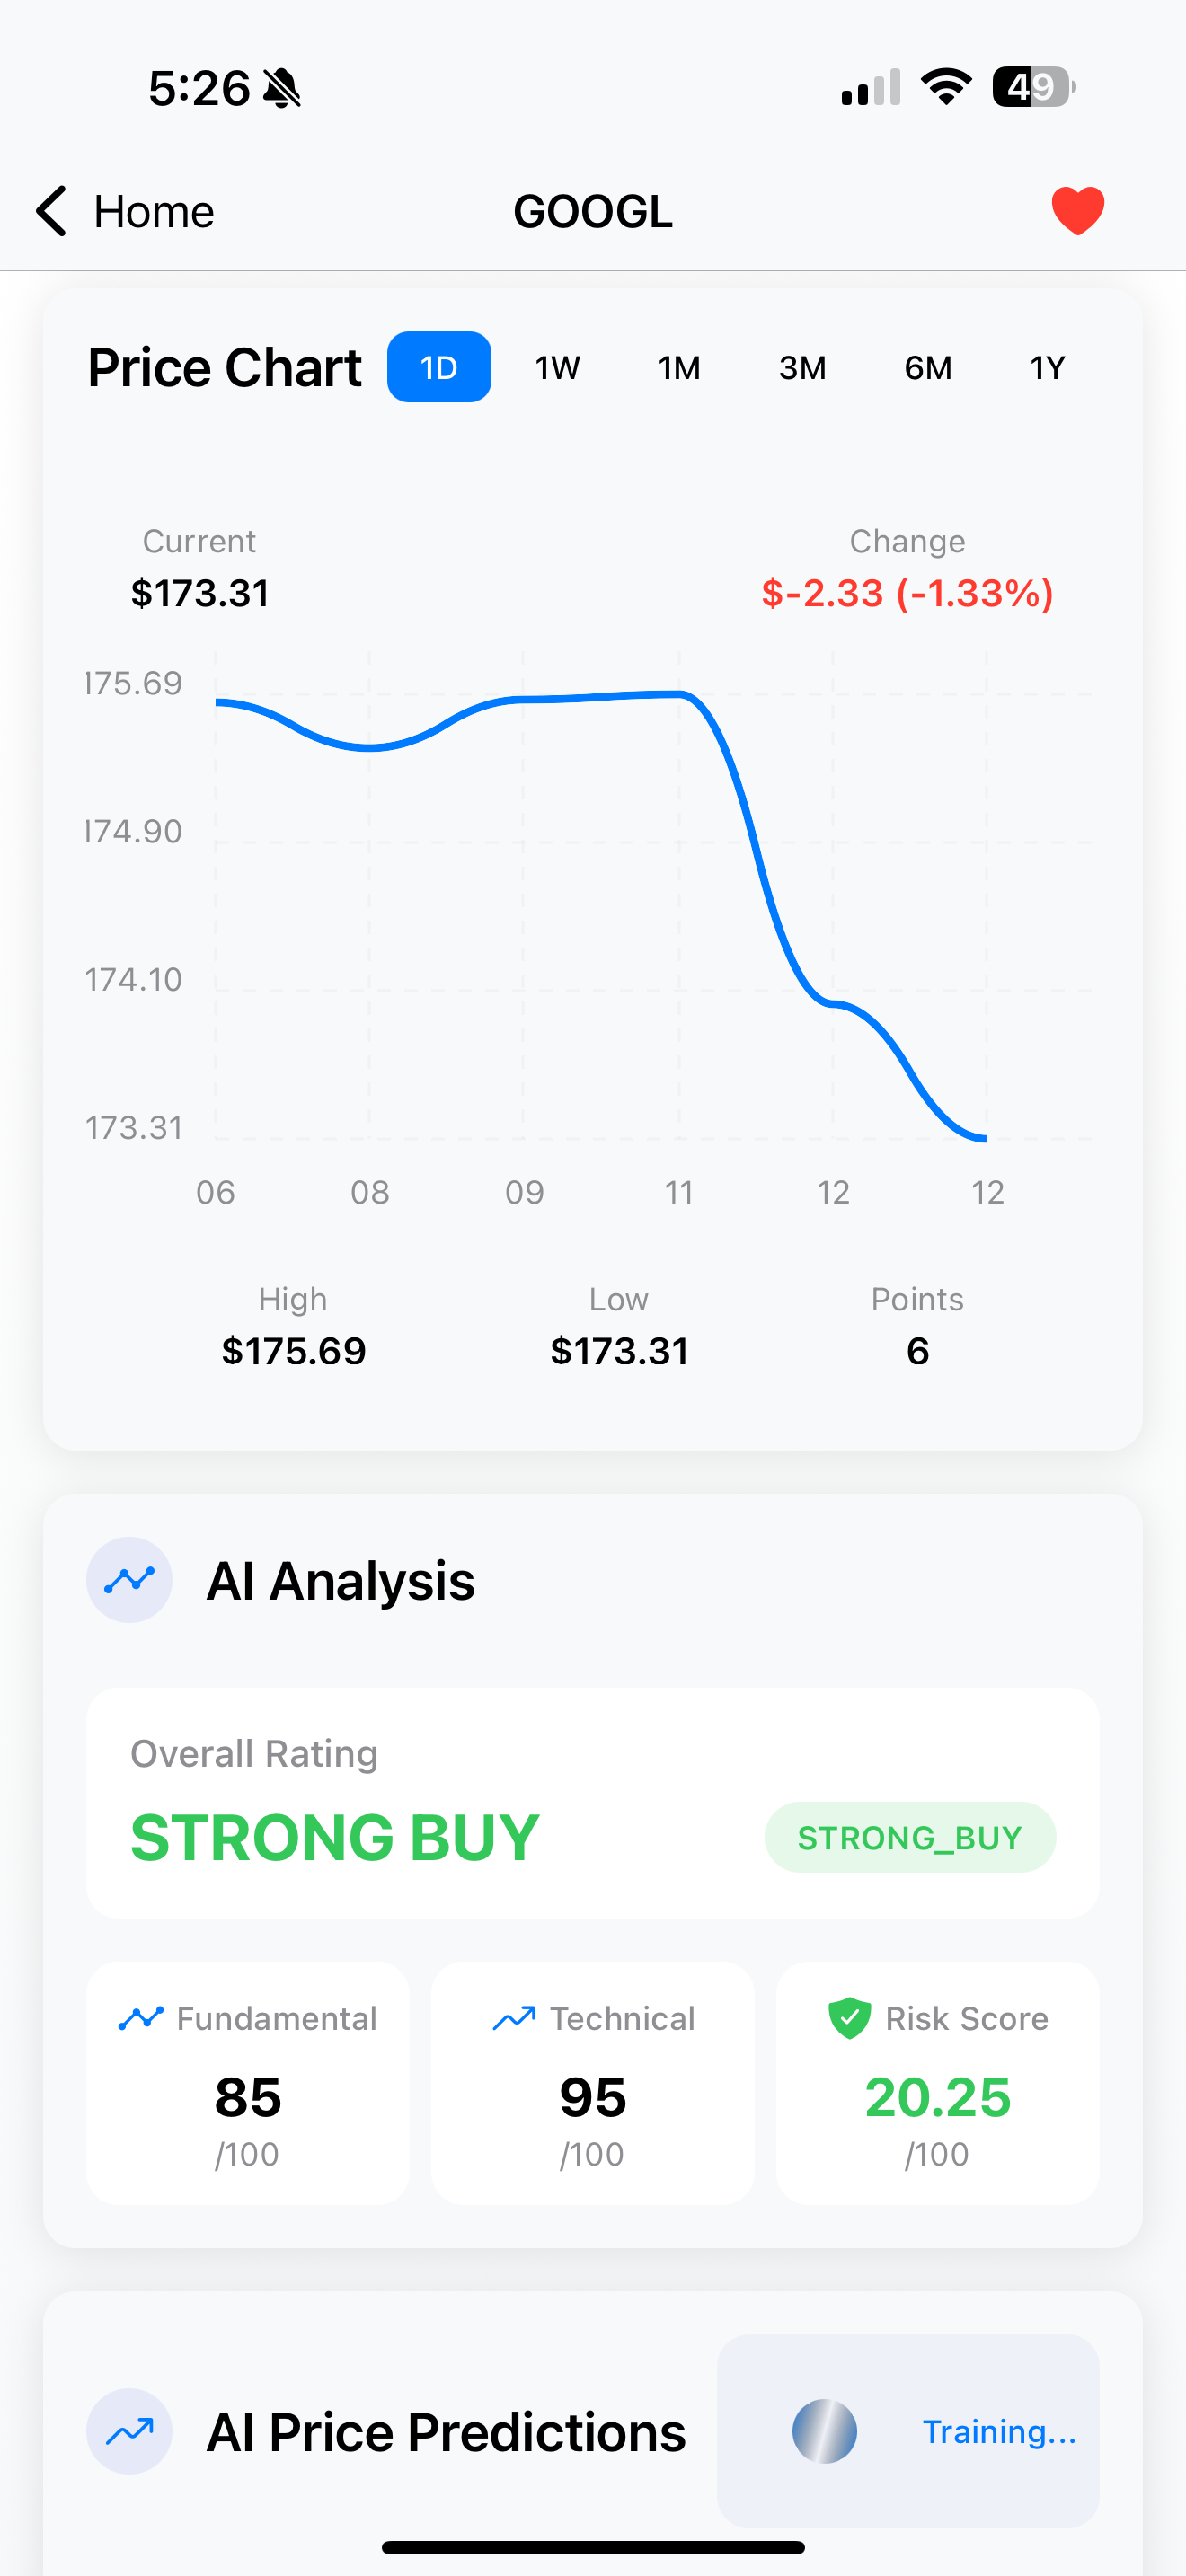 5:26
49
Home
GOOGL
Price Chart
1D
1W
1M
3M
6M
1Y
Current
Change
$173.31
$-2.33 (-1.33%)
175.69
174.90
174.10
173.31
06
08
09
11
12
12
High
Low
Points
$175.69
$173.31
6
AI Analysis
Overall Rating
STRONG BUY
STRONG_BUY
Fundamental
85
/100
Technical
95
/100
Risk Score
20.25
/100
AI Price Predictions
Training...